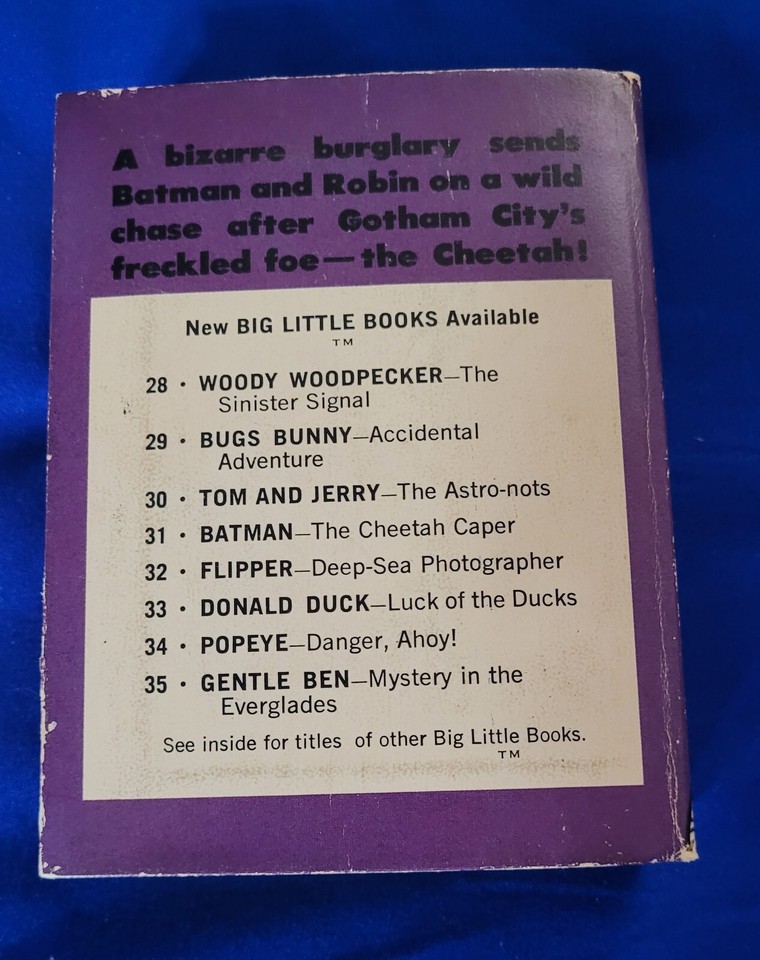 A bizarre burglary sends
Batman and Robin on a wild
chase after Gotham City's
freckled foe—the Cheetah!
New BIG LITTLE BOOKS Available
TM
28 • WOODY WOODPECKER—The
Sinister Signal
29 • BUGS BUNNY—Accidental
Adventure
30 • TOM AND JERRY—The Astro-nots
31 • BATMAN—The Cheetah Caper
32 • FLIPPER—Deep-Sea Photographer
33 • DONALD DUCK—Luck of the Ducks
34 • POPEYE—Danger, Ahoy!
35 • GENTLE BEN—Mystery in the
Everglades
See inside for titles of other Big Little Books.
TM